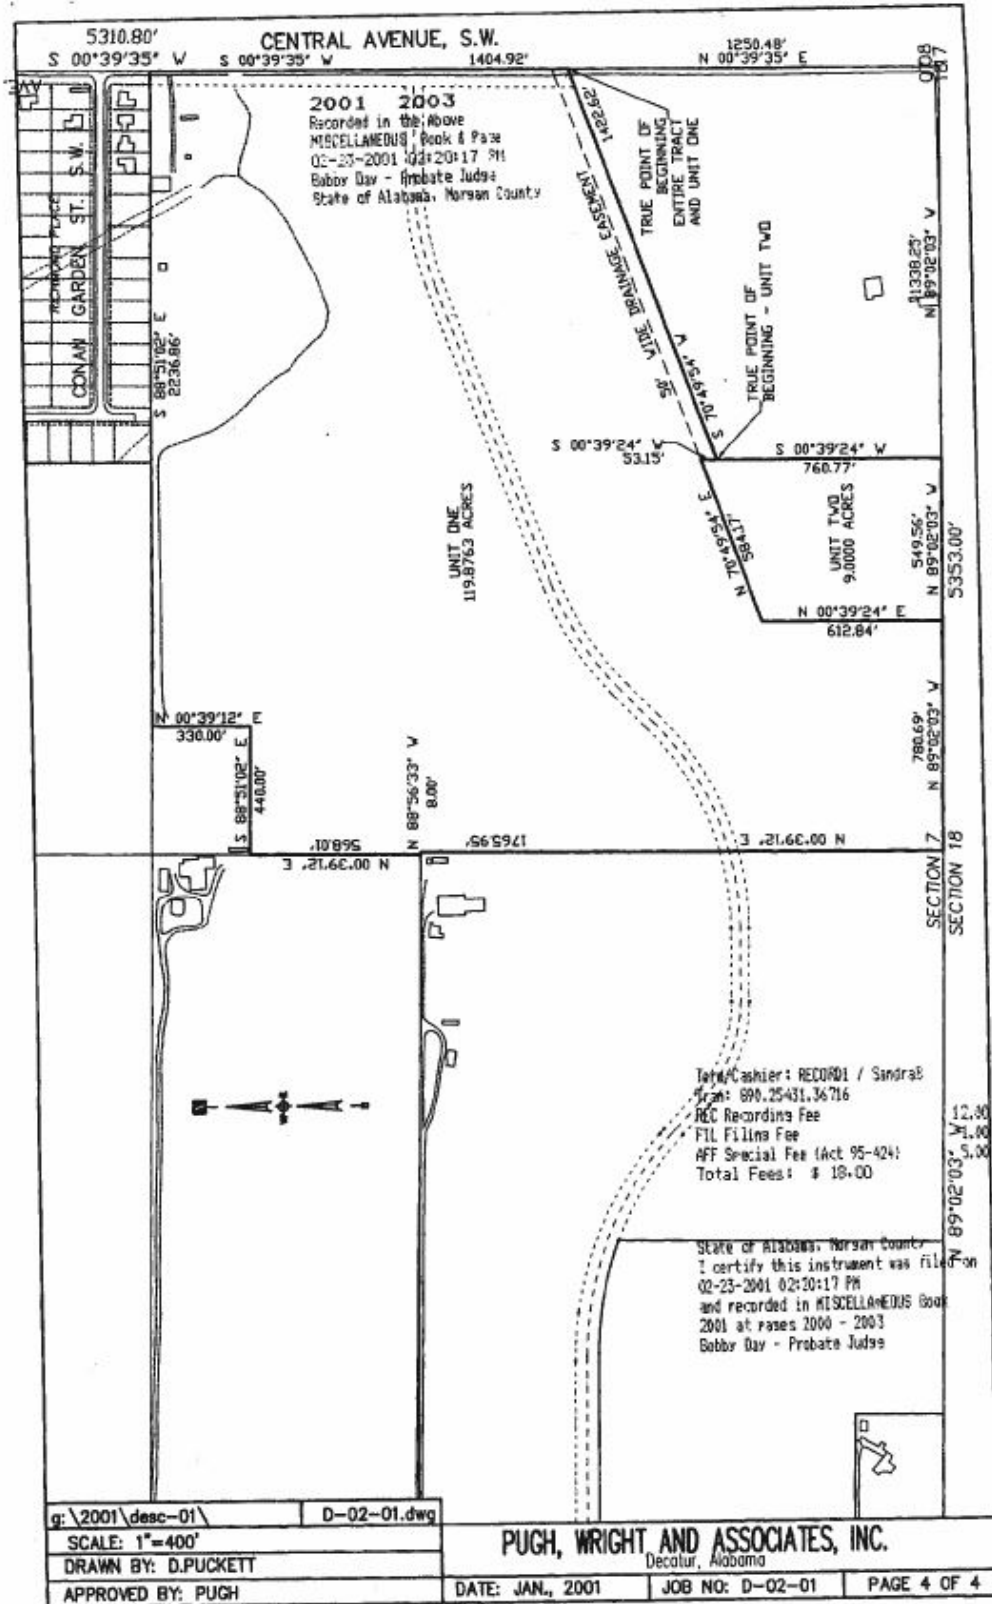 5310.80'
S 00°39'35" W
CENTRAL AVENUE, S.W.
S 00°39'35" W
1404.92'
1250.48'
N 00°39'35" E
2001 2003
Recorded in the Above
MISCELLANEOUS Book & Page
02-23-2001 02:20:17 PM
Bobby Day - Probate Judge
State of Alabama, Morgan County
1422.62'
TRUE POINT OF
BEGINNING
ENTIRE TRACT
AND UNIT ONE
50' WIDE DRAINAGE EASEMENT
S 70°49'54" W
TRUE POINT OF
BEGINNING - UNIT TWO
1338.25'
N 89°02'03" W
RICHMOND PLACE
CONAN GARDEN ST. S.W.
S 88°51'02" E
2236.86'
S 00°39'24" W
53.15'
S 00°39'24" W
760.77'
UNIT ONE
119.8763 ACRES
N 70°49'54" E
584.17'
UNIT TWO
9.0000 ACRES
549.56'
N 89°02'03" W
5353.00'
N 00°39'24" E
612.84'
N 00°39'12" E
330.00'
S 88°51'02" E
440.00'
N 88°56'33" W
8.00'
780.69'
N 89°02'03" W
568.01'
N 00°39'12" E
1765.95'
N 00°39'12" E
SECTION 7
SECTION 18
Cashier: RECORD1 / SandraB
Tran: 690.25431.36716
REC Recording Fee 12.00
FIL Filing Fee 1.00
AFF Special Fee (Act 95-424) 5.00
Total Fees: $ 18.00
N 89°02'03" W
State of Alabama, Morgan County
I certify this instrument was filed on
02-23-2001 02:20:17 PM
and recorded in MISCELLANEOUS Book
2001 at pages 2000 - 2003
Bobby Day - Probate Judge
g:\2001\desc-01\ D-02-01.dwg
SCALE: 1"=400'
DRAWN BY: D.PUCKETT
APPROVED BY: PUGH
PUGH, WRIGHT AND ASSOCIATES, INC.
Decatur, Alabama
DATE: JAN., 2001 JOB NO: D-02-01 PAGE 4 OF 4